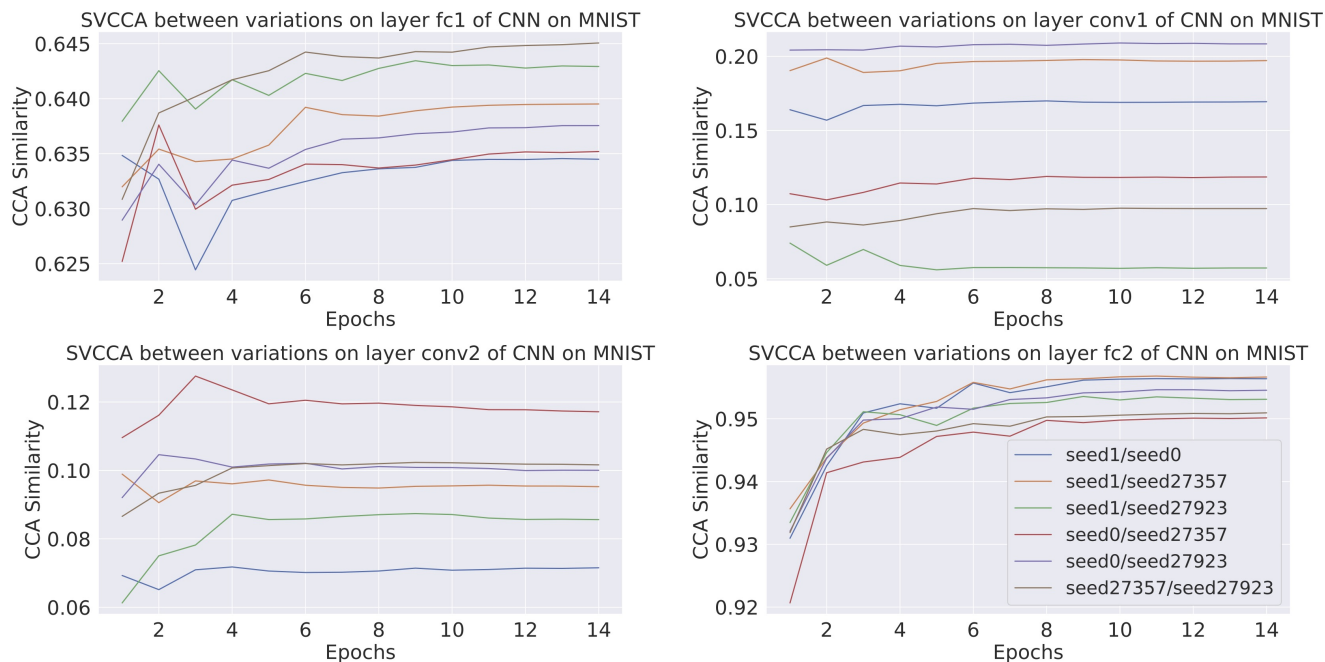 SVCCA between variations on layer fc1 of CNN on MNIST
CCA Similarity
0.645
0.640
0.635
0.630
0.625
2 4 6 8 10 12 14
Epochs
SVCCA between variations on layer conv1 of CNN on MNIST
CCA Similarity
0.20
0.15
0.10
0.05
2 4 6 8 10 12 14
Epochs
SVCCA between variations on layer conv2 of CNN on MNIST
CCA Similarity
0.12
0.10
0.08
0.06
2 4 6 8 10 12 14
Epochs
SVCCA between variations on layer fc2 of CNN on MNIST
CCA Similarity
0.95
0.94
0.93
0.92
seed1/seed0
seed1/seed27357
seed1/seed27923
seed0/seed27357
seed0/seed27923
seed27357/seed27923
2 4 6 8 10 12 14
Epochs